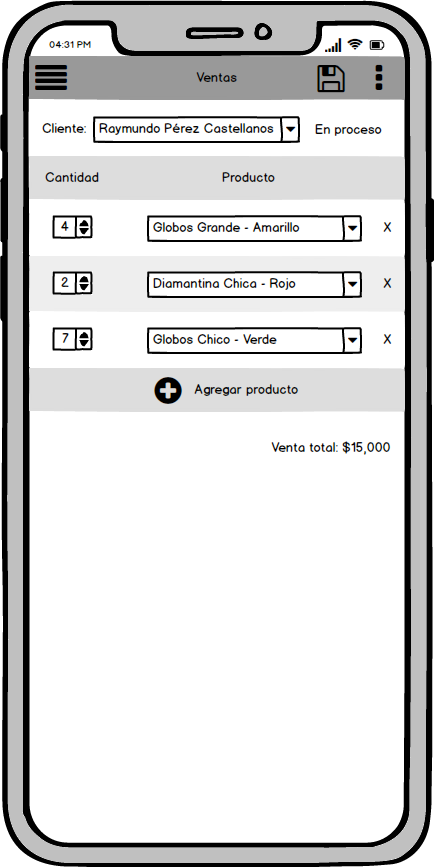 04:31 PM
Ventas
Cliente: Raymundo Pérez Castellanos En proceso
Cantidad Producto
4 Globos Grande - Amarillo X
2 Diamantina Chica - Rojo X
7 Globos Chico - Verde X
Agregar producto
Venta total: $15,000